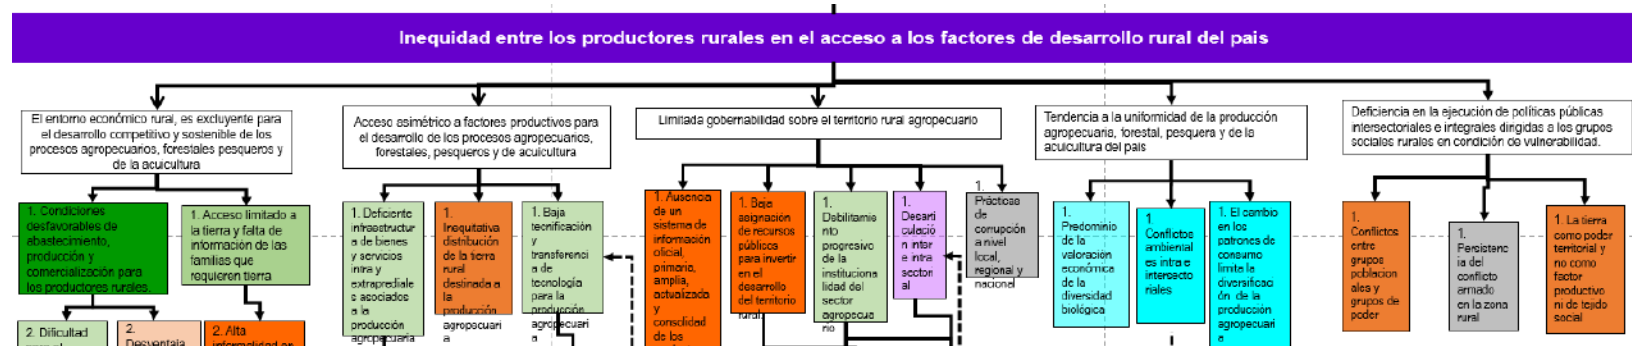 Inequidad entre los productores rurales en el acceso a los factores de desarrollo rural del pais
El entorno económico rural, es excluyente para
el desarrollo competitivo y sostenible de los
procesos agropecuarios, forestales pesqueros y
de la acuicultura
Acceso asimétrico a factores productivos para
el desarrollo de los procesos agropecuarios,
forestales, pesqueros y de acuicultura
Limitada gobernabilidad sobre el territorio rural agropecuario
Tendencia a la uniformidad de la producción
agropecuaria, forestal, pesquera y de la
acuicultura del pais
Deficiencia en la ejecución de políticas públicas
intersectoriales e integrales dirigidas a los grupos
sociales rurales en condición de vulnerabilidad.
1. Condiciones
desfavorables de
abastecimiento,
producción y
comercialización para
los productores rurales.
1. Acceso limitado a
la tierra y falta de
información de las
familias que
requieren tierra
1. Deficiente
infraestructur
a de bienes
y servicios
intra y
extraprediale
s asociados
a la
producción
agropecuaria
1.
Inequitativa
distribución
de la tierra
rural
destinada a
la
producción
agropecuari
a
1. Baja
tecnificación
y
transferenci
a de
tecnología
para la
producción
agropecuari
a
1. Ausencia
de un
sistema de
información
oficial,
primaria,
amplia,
actualizada
y
consolidad
de los
1. Baja
asignación
de recursos
públicos
para invertir
en el
desarrollo
del territorio
rural.
1.
Debilitamie
nto
progresivo
de la
instituciona
lidad del
sector
agropecua
rio
1.
Desarti
culació
n inter
e intra
sectori
al
1.
Prácticas
de
corrupción
a nivel
local,
regional y
nacional
1.
Predominio
de la
valoración
económica
de la
diversidad
biológica
1.
Conflictos
ambiental
es intra e
intersecto
riales
1. El cambio
en los
patrones de
consumo
limita la
diversificaci
ón de la
producción
agropecuari
a
1.
Conflictos
entre
grupos
poblacion
ales y
grupos de
poder
1.
Persistenc
ia del
conflicto
armado
en la zona
rural
1. La tierra
como poder
territorial y
no como
factor
productivo
ni de tejido
social
2. Dificultad
2.
Desventaja
2. Alta
informalidad en